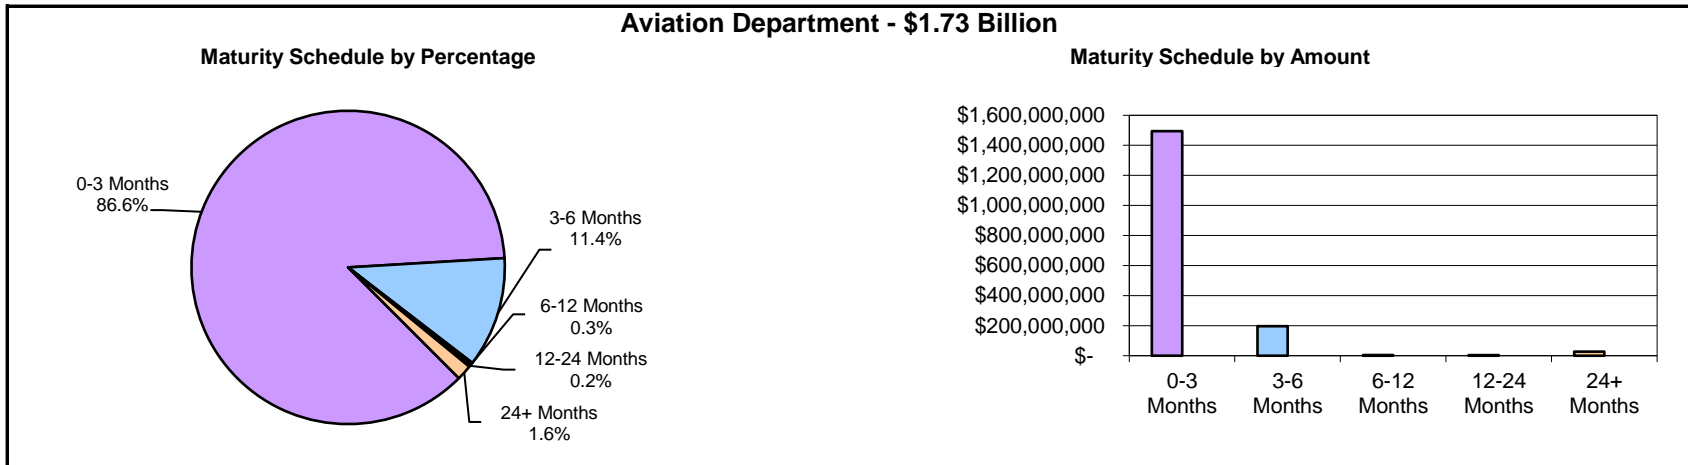 Aviation Department - $1.73 Billion
Maturity Schedule by Percentage
0-3 Months
86.6%
3-6 Months
11.4%
6-12 Months
0.3%
12-24 Months
0.2%
24+ Months
1.6%
Maturity Schedule by Amount
$1,600,000,000
$1,400,000,000
$1,200,000,000
$1,000,000,000
$800,000,000
$600,000,000
$400,000,000
$200,000,000
$-
0-3
Months
3-6
Months
6-12
Months
12-24
Months
24+
Months